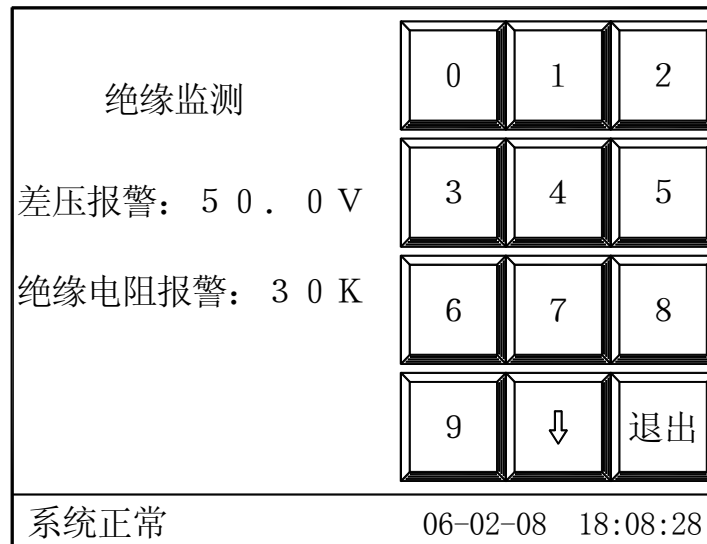 绝缘监测
差压报警：５０．０Ｖ
绝缘电阻报警：３０Ｋ
0 1 2
3 4 5
6 7 8
9 ⇩ 退出
系统正常 06-02-08 18:08:28